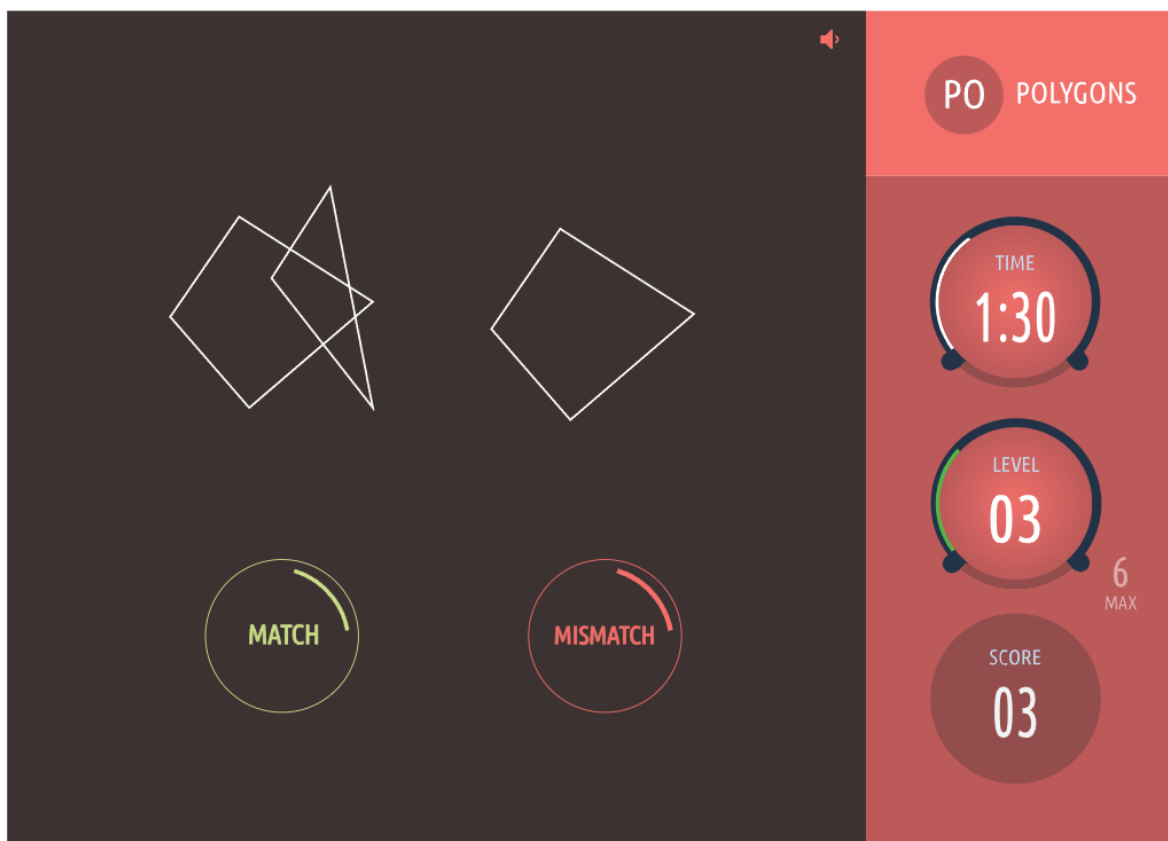 PO POLYGONS
TIME
1:30
LEVEL
03
6
MAX
MATCH
MISMATCH
SCORE
03